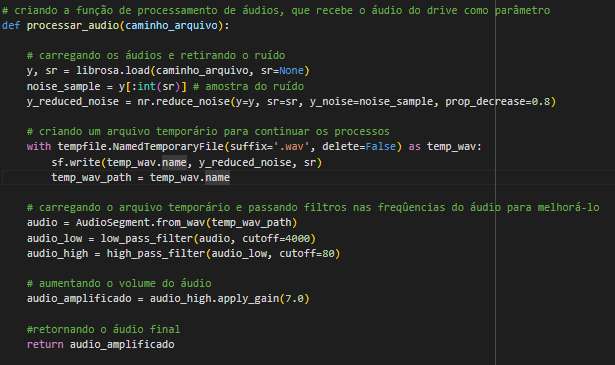 # criando a função de processamento de áudios, que recebe o áudio do drive como parâmetro
def processar_audio(caminho_arquivo):
# carregando os áudios e retirando o ruído
y, sr = librosa.load(caminho_arquivo, sr=None)
noise_sample = y[:int(sr)] # amostra do ruído
y_reduced_noise = nr.reduce_noise(y=y, sr=sr, y_noise=noise_sample, prop_decrease=0.8)
# criando um arquivo temporário para continuar os processos
with tempfile.NamedTemporaryFile(suffix='.wav', delete=False) as temp_wav:
sf.write(temp_wav.name, y_reduced_noise, sr)
temp_wav_path = temp_wav.name
# carregando o arquivo temporário e passando filtros nas freqüencias do áudio para melhorá-lo
audio = AudioSegment.from_wav(temp_wav_path)
audio_low = low_pass_filter(audio, cutoff=4000)
audio_high = high_pass_filter(audio_low, cutoff=80)
# aumentando o volume do áudio
audio_amplificado = audio_high.apply_gain(7.0)
#retornando o áudio final
return audio_amplificado